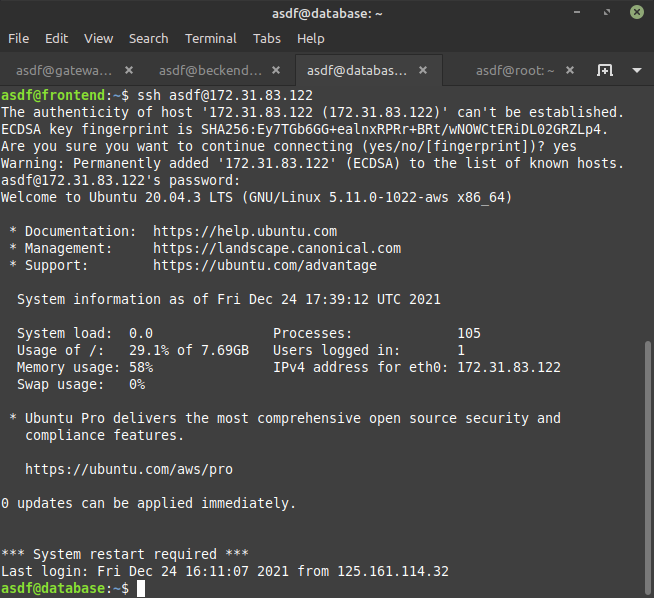 asdf@database: ~
File Edit View Search Terminal Tabs Help
asdf@gatewa... × asdf@beckend... × asdf@databas... × asdf@root: ~ ×
asdf@frontend:~$ ssh asdf@172.31.83.122
The authenticity of host '172.31.83.122 (172.31.83.122)' can't be established.
ECDSA key fingerprint is SHA256:Ey7TGb6GG+ealnxRPRr+BRt/wNOWCtERiDL02GRZLp4.
Are you sure you want to continue connecting (yes/no/[fingerprint])? yes
Warning: Permanently added '172.31.83.122' (ECDSA) to the list of known hosts.
asdf@172.31.83.122's password:
Welcome to Ubuntu 20.04.3 LTS (GNU/Linux 5.11.0-1022-aws x86_64)
* Documentation: https://help.ubuntu.com
* Management: https://landscape.canonical.com
* Support: https://ubuntu.com/advantage
System information as of Fri Dec 24 17:39:12 UTC 2021
System load: 0.0 Processes: 105
Usage of /: 29.1% of 7.69GB Users logged in: 1
Memory usage: 58% IPv4 address for eth0: 172.31.83.122
Swap usage: 0%
* Ubuntu Pro delivers the most comprehensive open source security and
compliance features.
https://ubuntu.com/aws/pro
0 updates can be applied immediately.
*** System restart required ***
Last login: Fri Dec 24 16:11:07 2021 from 125.161.114.32
asdf@database:~$